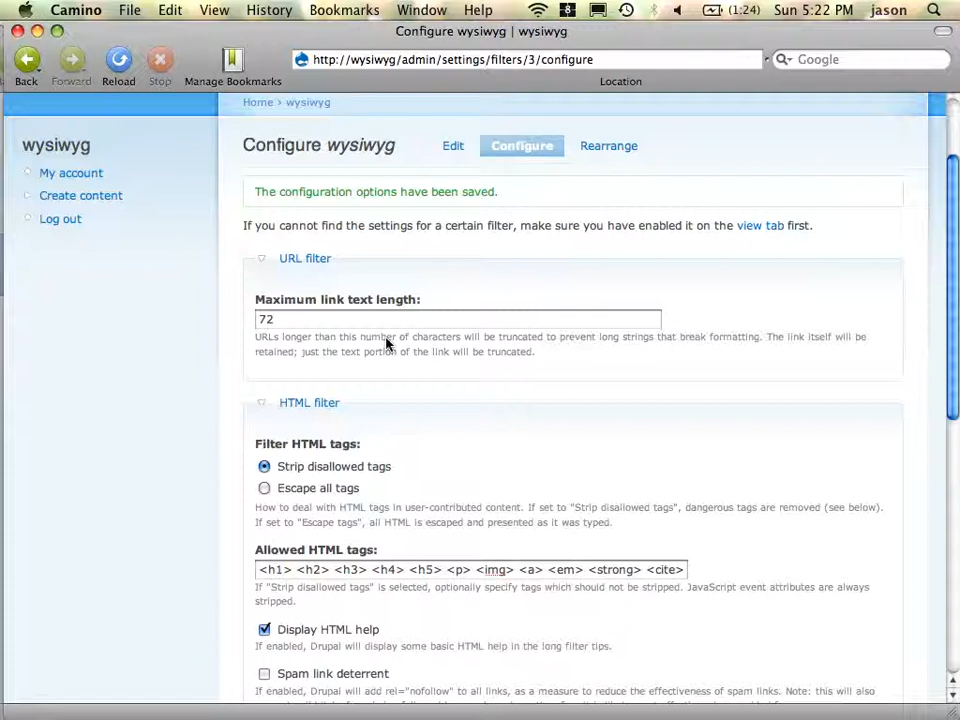 Camino File Edit View History Bookmarks Window Help 8 (1:24) Sun 5:22 PM jason
Configure wysiwyg | wysiwyg
http://wysiwyg/admin/settings/filters/3/configure
Google
Back Forward Reload Stop Manage Bookmarks Location Search
Home › wysiwyg
wysiwyg
My account
Create content
Log out
Configure wysiwyg Edit Configure Rearrange
The configuration options have been saved.
If you cannot find the settings for a certain filter, make sure you have enabled it on the view tab first.
URL filter
Maximum link text length:
72
URLs longer than this number of characters will be truncated to prevent long strings that break formatting. The link itself will be
retained; just the text portion of the link will be truncated.
HTML filter
Filter HTML tags:
Strip disallowed tags
Escape all tags
How to deal with HTML tags in user-contributed content. If set to "Strip disallowed tags", dangerous tags are removed (see below).
If set to "Escape tags", all HTML is escaped and presented as it was typed.
Allowed HTML tags:
<h1> <h2> <h3> <h4> <h5> <p> <img> <a> <em> <strong> <cite>
If "Strip disallowed tags" is selected, optionally specify tags which should not be stripped. JavaScript event attributes are always
stripped.
Display HTML help
If enabled, Drupal will display some basic HTML help in the long filter tips.
Spam link deterrent
If enabled, Drupal will add rel="nofollow" to all links, as a measure to reduce the effectiveness of spam links. Note: this will also